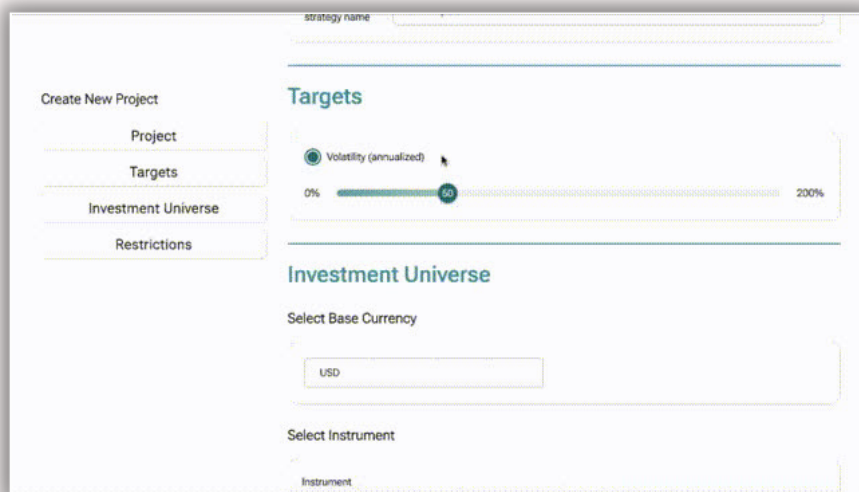 strategy name
Create New Project
Project
Targets
Investment Universe
Restrictions
Targets
Volatility (annualized)
0%
50
200%
Investment Universe
Select Base Currency
USD
Select Instrument
Instrument